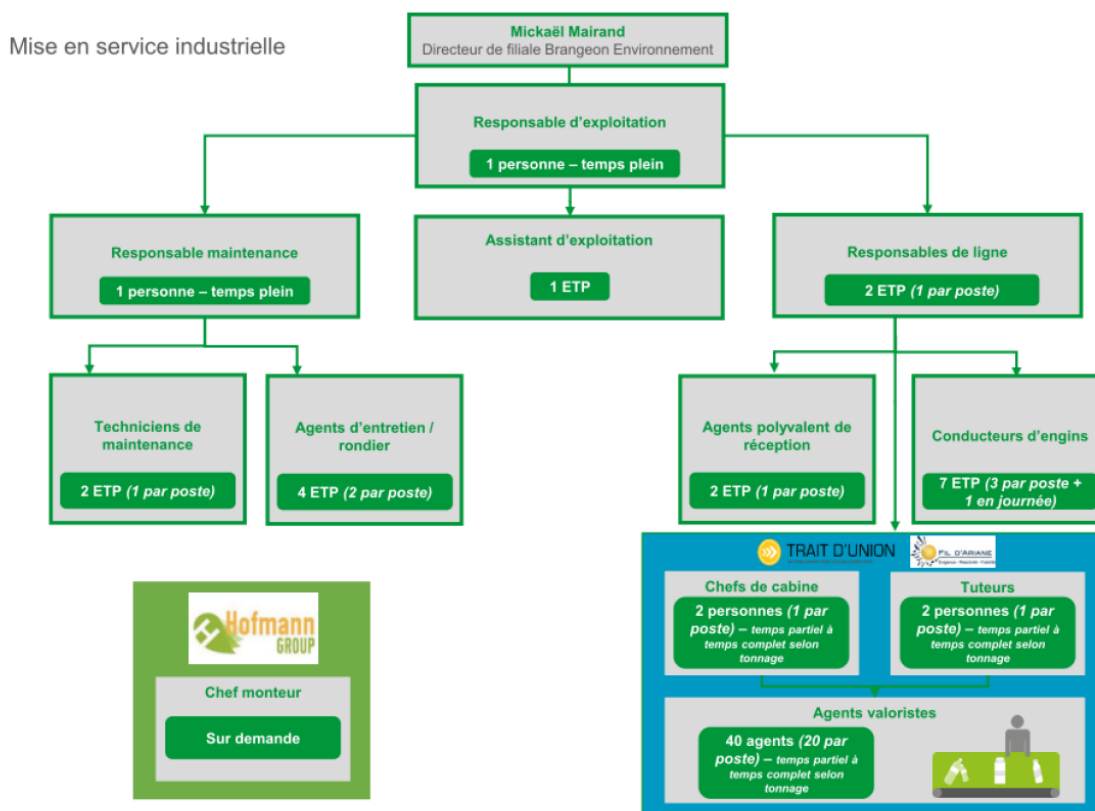 Mise en service industrielle
Mickaël Mairand
Directeur de filiale Brangeon Environnement
Responsable d'exploitation
1 personne – temps plein
Responsable maintenance
1 personne – temps plein
Assistant d'exploitation
1 ETP
Responsables de ligne
2 ETP (1 par poste)
Techniciens de
maintenance
2 ETP (1 par poste)
Agents d'entretien /
rondier
4 ETP (2 par poste)
Agents polyvalent de
réception
2 ETP (1 par poste)
Conducteurs d'engins
7 ETP (3 par poste +
1 en journée)
TRAIT D'UNION
FIL D'ARIANE
Chefs de cabine
2 personnes (1 par
poste) – temps partiel à
temps complet selon
tonnage
Tuteurs
2 personnes (1 par
poste) – temps partiel à
temps complet selon
tonnage
Agents valoristes
40 agents (20 par
poste) – temps partiel à
temps complet selon
tonnage
Hofmann
GROUP
Chef monteur
Sur demande